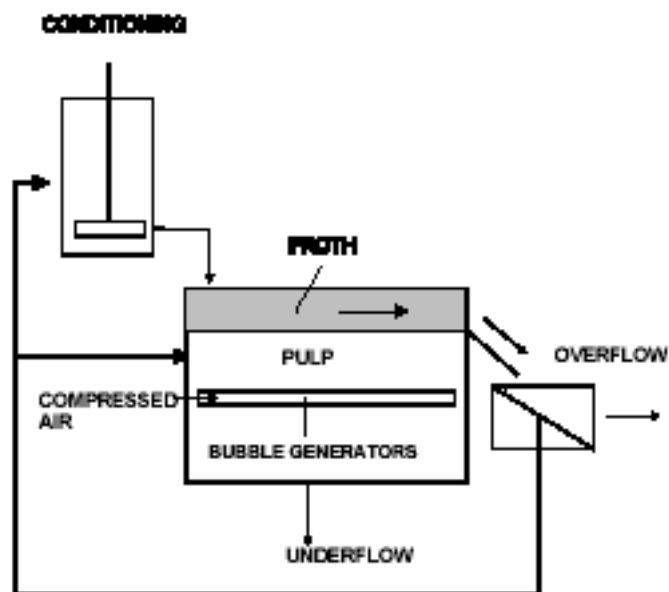 CONDITIONING
FROTH
PULP
OVERFLOW
COMPRESSED
AIR
BUBBLE GENERATORS
UNDERFLOW